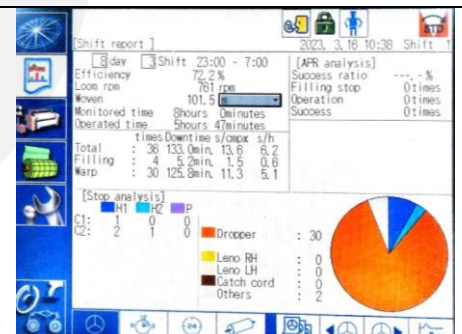 STD
[Shift report ]
2023. 3.16 10:38 Shift 1
8 day 3 Shift 23:00 - 7:00
Efficiency 72.2 %
Loom rpm 761 rpm
Woven 101.5 m
Monitored time 8hours 0minutes
Operated time 5hours 47minutes
times Downtime s/cmpx s/h
Total : 36 133.0min. 13.6 6.2
Filling : 4 5.2min. 1.5 0.6
Warp : 30 125.8min. 11.3 5.1
[APR analysis]
Success ratio ---.-%
Filling stop 0times
Operation 0times
Success 0times
[Stop analysis]
H1 H2 P
C1: 1 0 0
C2: 2 1 0
Dropper : 30
Leno RH : 0
Leno LH : 0
Catch cord : 0
Others : 2
24